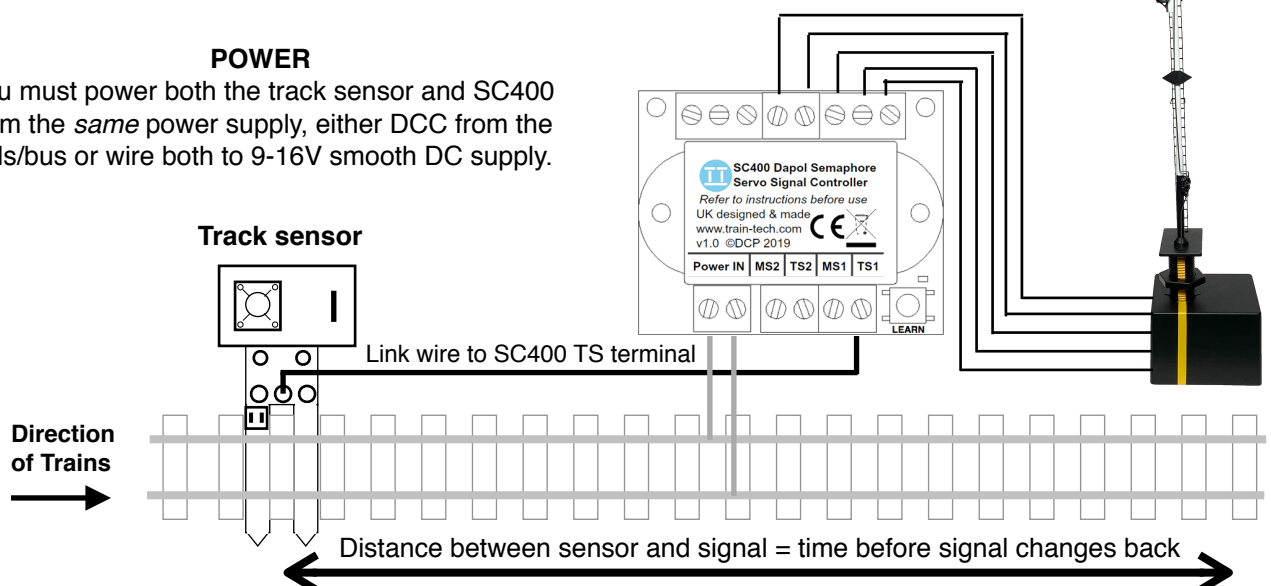 POWER
u must power both the track sensor and SC400
m the same power supply, either DCC from the
ls/bus or wire both to 9-16V smooth DC supply.
SC400 Dapol Semaphore
Servo Signal Controller
Refer to instructions before use
UK designed & made
www.train-tech.com
v1.0 ©DCP 2019
CE
Power IN MS2 TS2 MS1 TS1
LEARN
Track sensor
Link wire to SC400 TS terminal
Direction
of Trains
Distance between sensor and signal = time before signal changes back